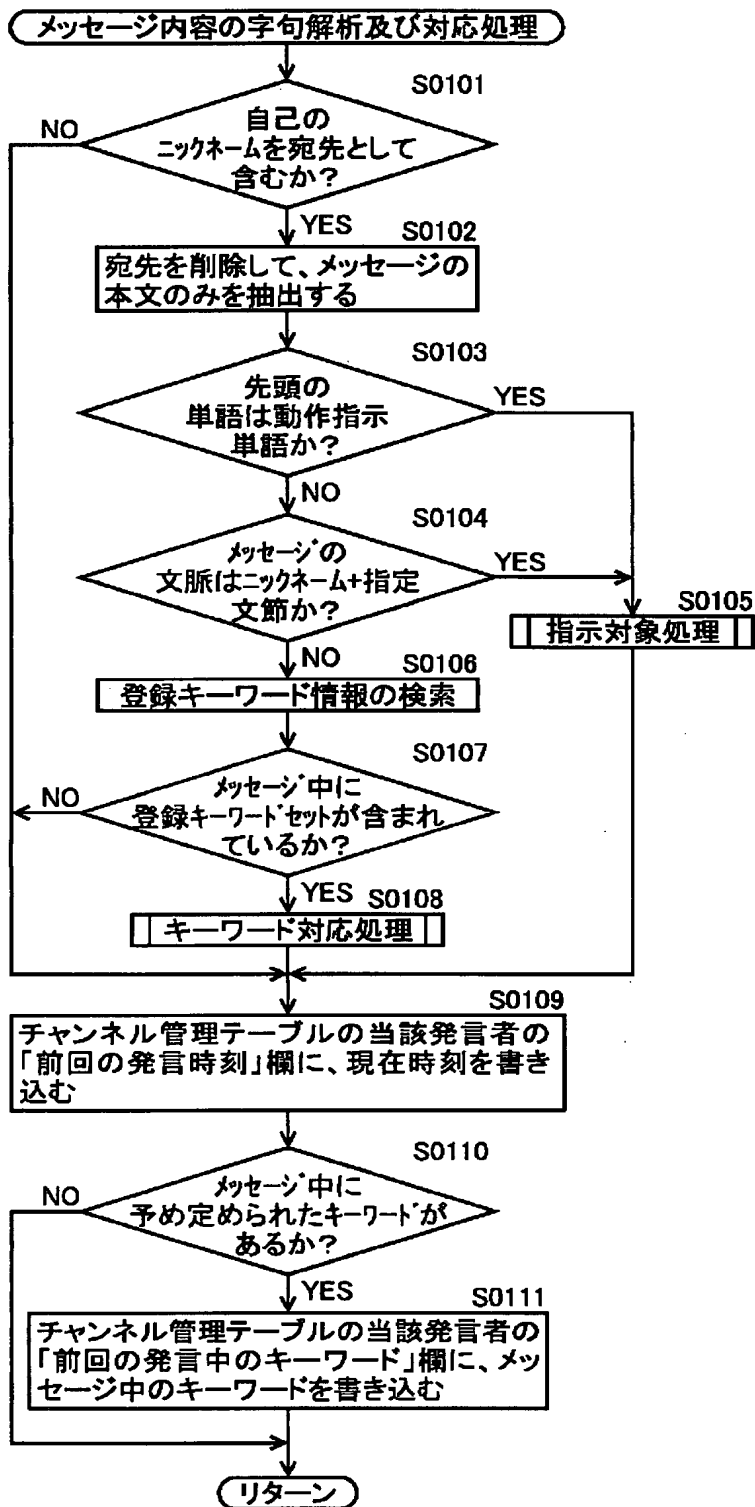 メッセージ内容の字句解析及び対応処理
S0101
自己の
ニックネームを宛先として
含むか?
NO
YES
S0102
宛先を削除して、メッセージの
本文のみを抽出する
S0103
先頭の
単語は動作指示
単語か?
YES
NO
S0104
メッセージの
文脈はニックネーム+指定
文節か?
YES
S0105
指示対象処理
NO
S0106
登録キーワード情報の検索
S0107
メッセージ中に
登録キーワードセットが含まれ
ているか?
NO
YES
S0108
キーワード対応処理
S0109
チャンネル管理テーブルの当該発言者の
「前回の発言時刻」欄に、現在時刻を書き
込む
S0110
メッセージ中に
予め定められたキーワードが
あるか?
NO
YES
S0111
チャンネル管理テーブルの当該発言者の
「前回の発言中のキーワード」欄に、メッ
セージ中のキーワードを書き込む
リターン